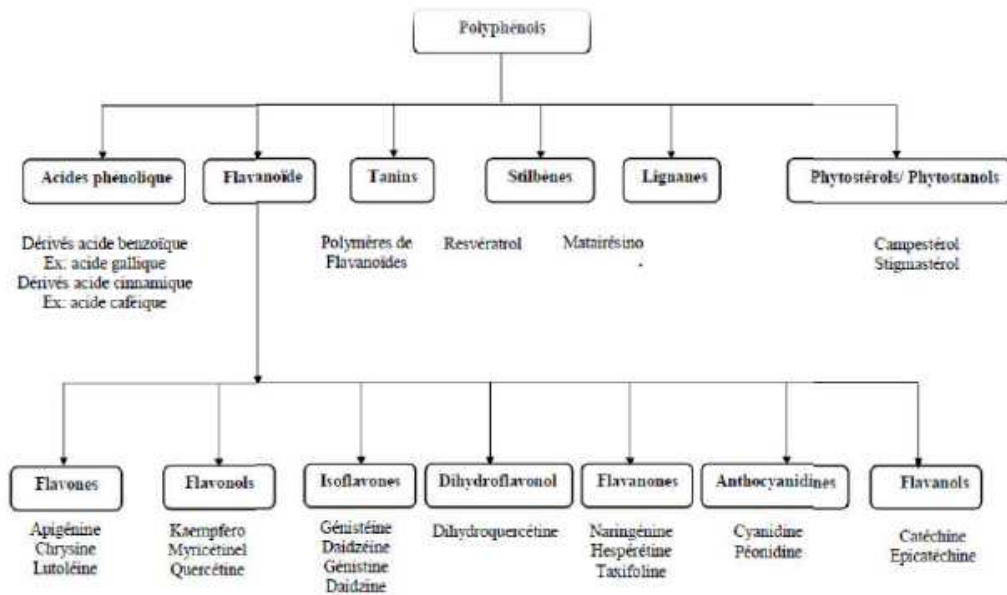 Polyphénols
Acides phenolique
Flavanoïde
Tanins
Stilbènes
Lignanes
Phytostérols/ Phytostanols
Dérivés acide benzoïque
Ex: acide gallique
Dérivés acide cinnamique
Ex: acide caféique
Polymères de
Flavanoïdes
Resvératrol
Matairésino
.
Campestérol
Stigmastérol
Flavones
Flavonols
Isoflavones
Dihydroflavonol
Flavanones
Anthocyanidines
Flavanols
Apigénine
Chrysine
Lutoléine
Kaempfero
Myricétinel
Quercétine
Génistéine
Daidzéine
Génistine
Daidzine
Dihydroquercétine
Naringénine
Hespérétine
Taxifoline
Cyanidine
Péonidine
Catéchine
Epicatéchine